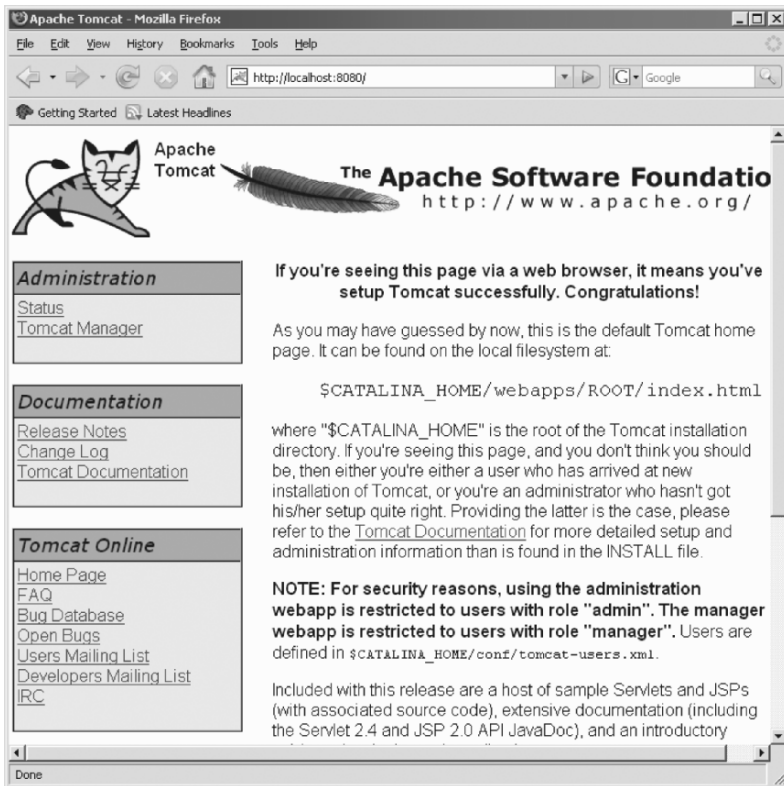 Apache Tomcat - Mozilla Firefox
File Edit View History Bookmarks Tools Help
http://localhost:8080/
G Google
Getting Started Latest Headlines
Apache
Tomcat
The Apache Software Foundatio
http://www.apache.org/
Administration
Status
Tomcat Manager
Documentation
Release Notes
Change Log
Tomcat Documentation
Tomcat Online
Home Page
FAQ
Bug Database
Open Bugs
Users Mailing List
Developers Mailing List
IRC
If you're seeing this page via a web browser, it means you've
setup Tomcat successfully. Congratulations!
As you may have guessed by now, this is the default Tomcat home
page. It can be found on the local filesystem at:
$CATALINA_HOME/webapps/ROOT/index.html
where "$CATALINA_HOME" is the root of the Tomcat installation
directory. If you're seeing this page, and you don't think you should
be, then either you're either a user who has arrived at new
installation of Tomcat, or you're an administrator who hasn't got
his/her setup quite right. Providing the latter is the case, please
refer to the Tomcat Documentation for more detailed setup and
administration information than is found in the INSTALL file.
NOTE: For security reasons, using the administration
webapp is restricted to users with role "admin". The manager
webapp is restricted to users with role "manager". Users are
defined in $CATALINA_HOME/conf/tomcat-users.xml.
Included with this release are a host of sample Servlets and JSPs
(with associated source code), extensive documentation (including
the Servlet 2.4 and JSP 2.0 API JavaDoc), and an introductory
Done